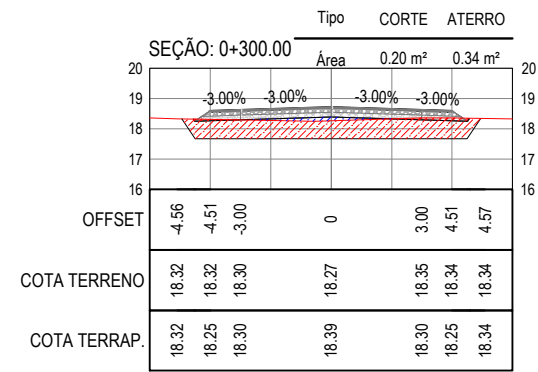 Tipo CORTE ATERRO
SEÇÃO: 0+300.00
Área 0.20 m² 0.34 m²
20 20
19 -3.00% -3.00% -3.00% -3.00% 19
18 18
17 17
16 16
OFFSET -4.56 -4.51 -3.00 0 3.00 4.51 4.57
COTA TERRENO 18.32 18.32 18.30 18.27 18.35 18.34 18.34
COTA TERRAP. 18.32 18.25 18.30 18.39 18.30 18.25 18.34